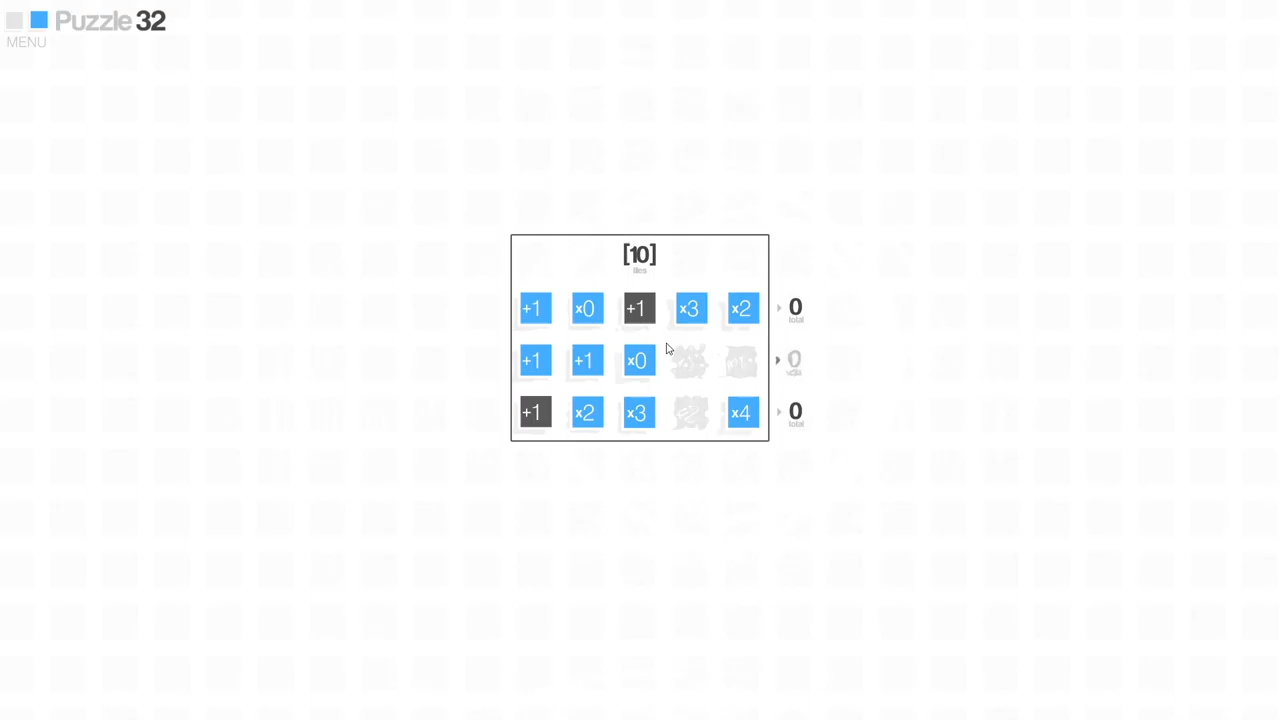 Puzzle 32
MENU
[10]
tiles
+1 x0 +1 x3 x2 0
total
+1 +1 x0 0
+1 x2 x3 x4 0
total